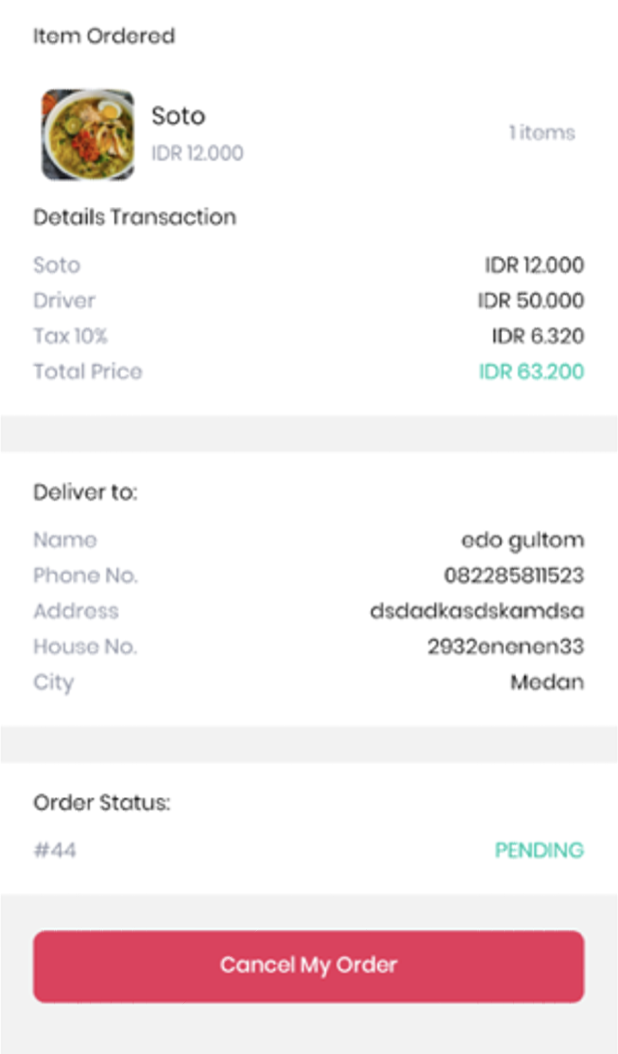 Item Ordered
Soto
IDR 12.000
1 items
Details Transaction
Soto IDR 12.000
Driver IDR 50.000
Tax 10% IDR 6.320
Total Price IDR 63.200
Deliver to:
Name edo gultom
Phone No. 082285811523
Address dsdadkasdskamdsa
House No. 2932enenen33
City Medan
Order Status:
#44 PENDING
Cancel My Order